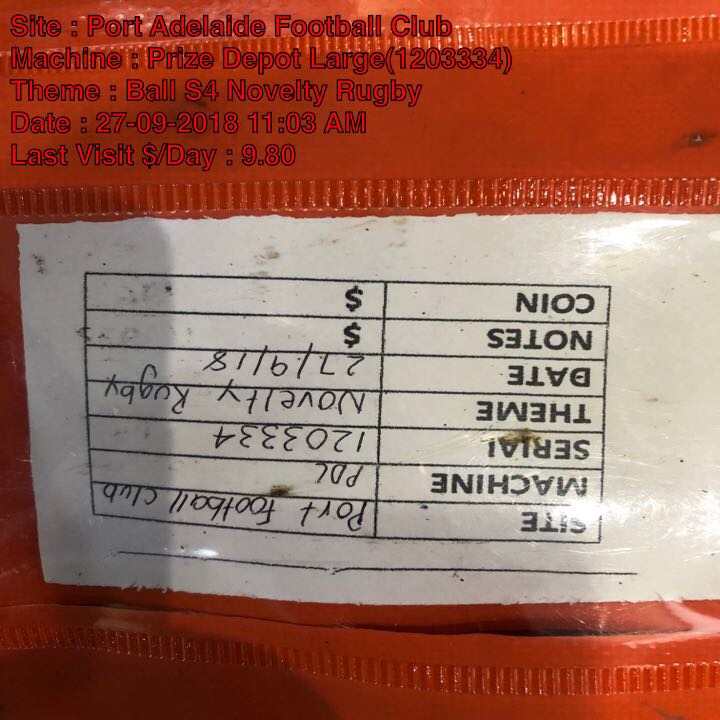 Site : Port Adelaide Football Club
Machine : Prize Depot Large(1203334)
Theme : Ball S4 Novelty Rugby
Date : 27-09-2018 11:03 AM
Last Visit $/Day : 9.80
SITE Port Football Club
MACHINE PDL
SERIAL 1203334
THEME Novelty Rugby
DATE 27/9/18
NOTES $
COIN $